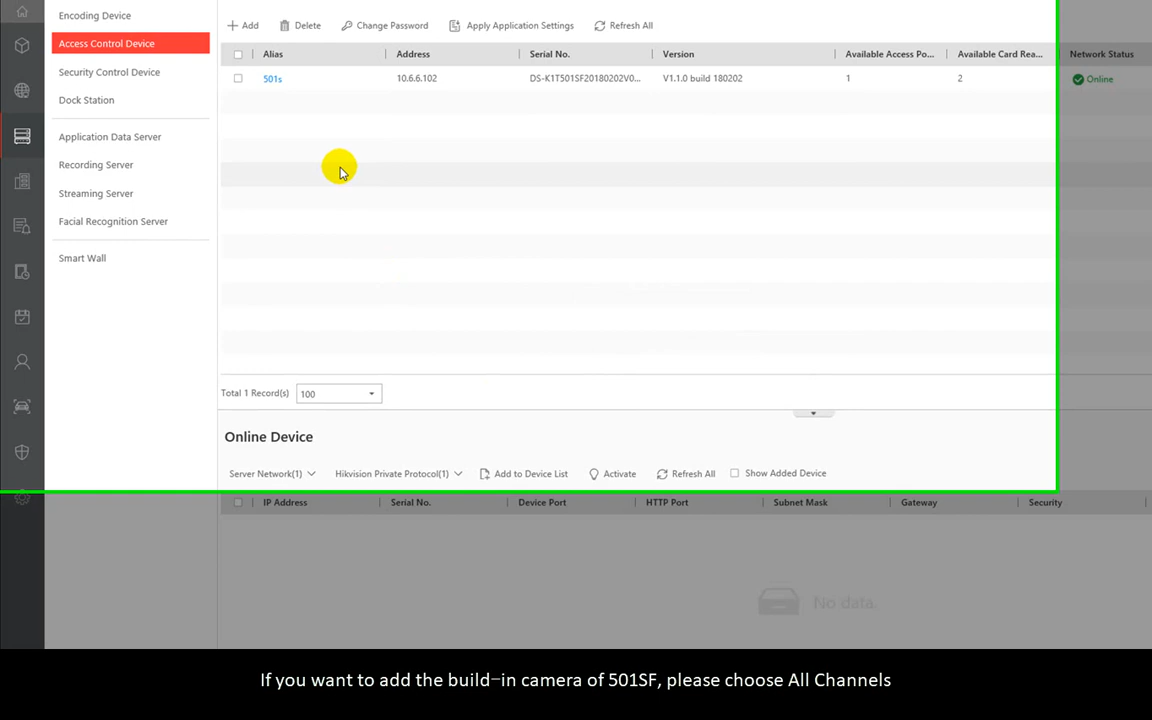 Encoding Device
Access Control Device
Security Control Device
Dock Station
Application Data Server
Recording Server
Streaming Server
Facial Recognition Server
Smart Wall
Add Delete Change Password Apply Application Settings Refresh All
Alias Address Serial No. Version Available Access Po... Available Card Rea... Network Status
501s 10.6.6.102 DS-K1T501SF20180202V0... V1.1.0 build 180202 1 2 Online
Total 1 Record(s) 100
Online Device
Server Network(1) Hikvision Private Protocol(1) Add to Device List Activate Refresh All Show Added Device
IP Address Serial No. Device Port HTTP Port Subnet Mask Gateway Security
No data.
If you want to add the build-in camera of 501SF, please choose All Channels